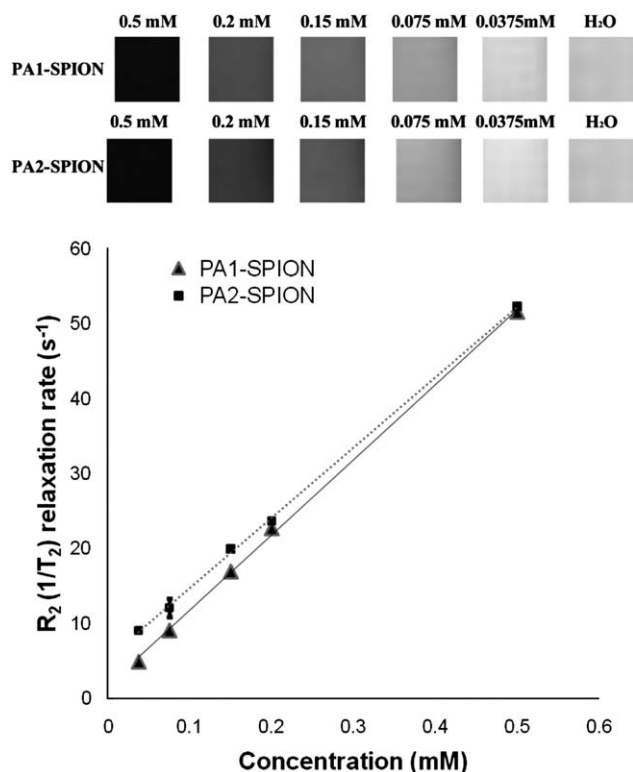 0.5 mM 0.2 mM 0.15 mM 0.075 mM 0.0375mM H₂O
PA1-SPION
0.5 mM 0.2 mM 0.15 mM 0.075 mM 0.0375mM H₂O
PA2-SPION
60
50
40
30
20
10
0
R₂ (1/T₂) relaxation rate (s⁻¹)
PA1-SPION
PA2-SPION
0 0.1 0.2 0.3 0.4 0.5 0.6
Concentration (mM)